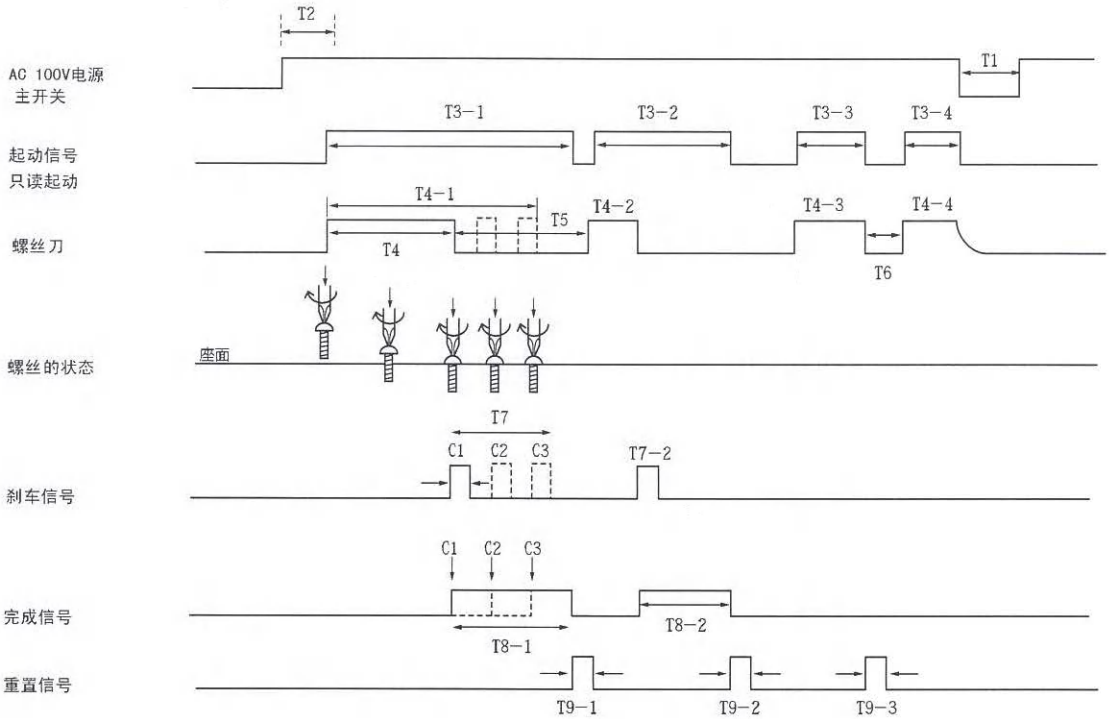 T2
AC 100V电源
主开关
T1
T3-1
T3-2
T3-3
T3-4
起动信号
只读起动
T4-1
T5
T4-2
T4-3
T4-4
螺丝刀
T4
T6
座面
螺丝的状态
T7
C1
C2
C3
T7-2
刹车信号
C1
C2
C3
完成信号
T8-1
T8-2
重置信号
T9-1
T9-2
T9-3